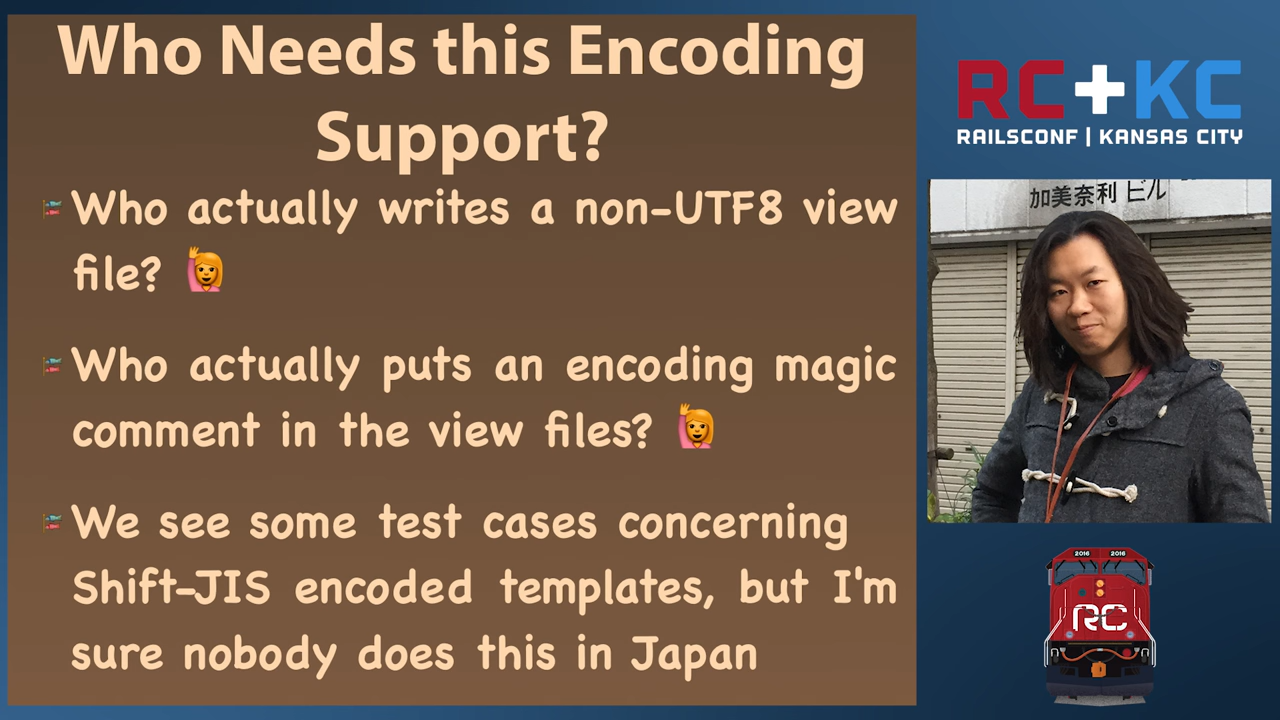 Who Needs this Encoding
Support?
Who actually writes a non-UTF8 view
file? 🙋
Who actually puts an encoding magic
comment in the view files? 🙋
We see some test cases concerning
Shift-JIS encoded templates, but I'm
sure nobody does this in Japan
RC+KC
RAILSCONF | KANSAS CITY
加美奈利 ビル
2016 2016
RC